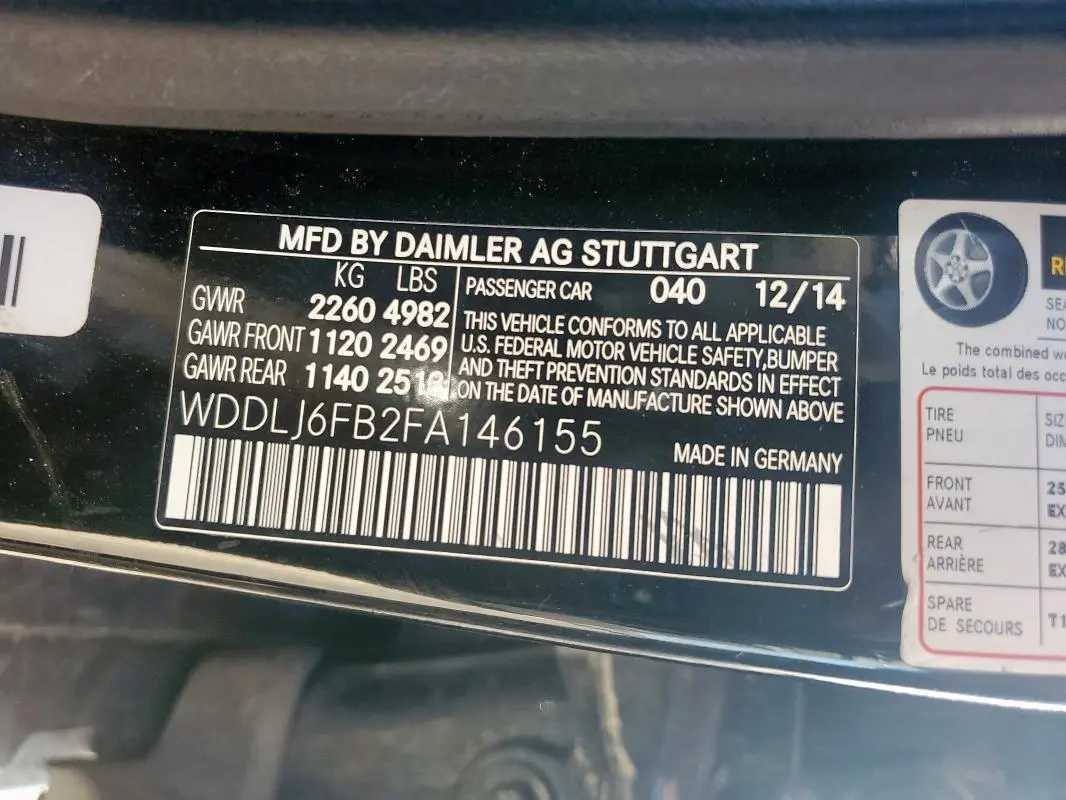 MFD BY DAIMLER AG STUTTGART
KG LBS
GVWR 2260 4982
GAWR FRONT 1120 2469
GAWR REAR 1140
PASSENGER CAR 040 12/14
THIS VEHICLE CONFORMS TO ALL APPLICABLE
U.S. FEDERAL MOTOR VEHICLE SAFETY,BUMPER
AND THEFT PREVENTION STANDARDS IN EFFECT
ON THE DATE OF MANUFACTURE SHOWN ABOVE
WDDLJ6FB2FA146155
MADE IN GERMANY
The combined
Le poids total des
TIRE
PNEU
FRONT
AVANT
REAR
ARRIÈRE
SPARE
DE SECOURS